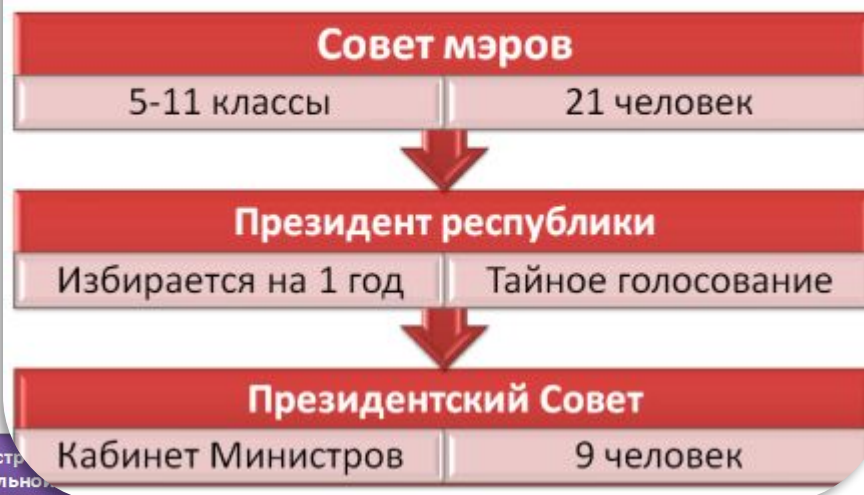 Совет мэров
5-11 классы 21 человек
Президент республики
Избирается на 1 год Тайное голосование
Президентский Совет
Кабинет Министров 9 человек